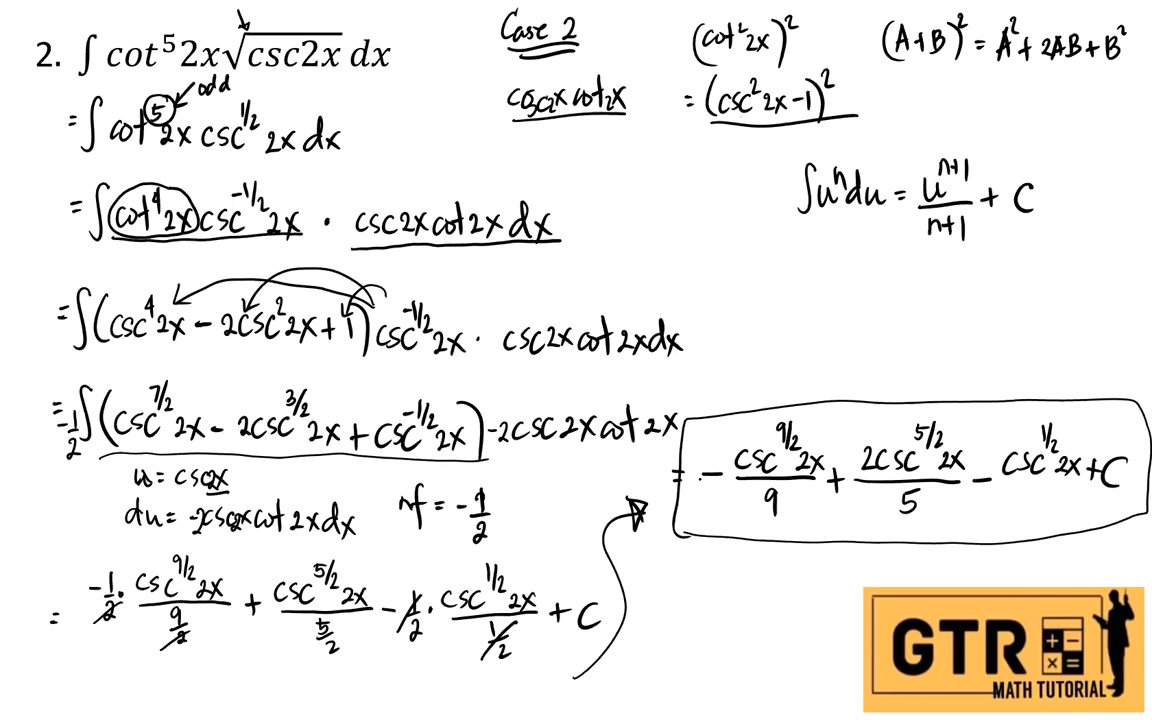 2. ∫ cot⁵2x√csc2x dx
= ∫ cot⁵2x csc^(1/2) 2x dx
odd
= ∫ cot⁴2x csc^(-1/2) 2x · csc2x cot2x dx
= ∫ (csc⁴2x - 2csc²2x + 1) csc^(-1/2) 2x · csc2x cot2x dx
= -1/2 ∫ (csc^(7/2) 2x - 2csc^(3/2) 2x + csc^(-1/2) 2x) -2csc2x cot2x
u = csc2x
du = -2csc2x cot2x dx
nf = -1/2
= -1/2 · csc^(9/2) 2x / (9/2) + csc^(5/2) 2x / (5/2) - 1/2 · csc^(1/2) 2x / (1/2) + C
Case 2
csc2x cot2x
(cot²2x)²
= (csc²2x - 1)²
(A+B)² = A² + 2AB + B²
∫uⁿdu = u^(n+1) / (n+1) + C
= - csc^(9/2) 2x / 9 + 2csc^(5/2) 2x / 5 - csc^(1/2) 2x + C
GTR
MATH TUTORIAL